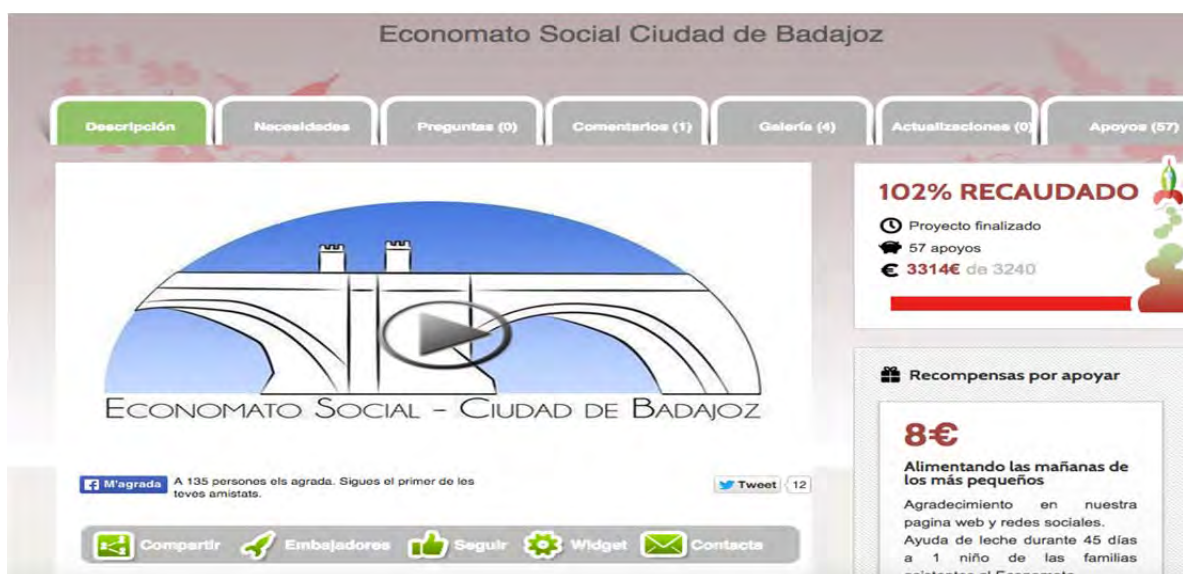 Economato Social Ciudad de Badajoz
Descripción
Necesidades
Preguntas (0)
Comentarios (1)
Galería (4)
Actualizaciones (0)
Apoyos (57)
ECONOMATO SOCIAL - CIUDAD DE BADAJOZ
M'agrada
A 135 persones els agrada. Sigues el primer de les
teves amistats.
Tweet 12
Compartir
Embajadores
Seguir
Widget
Contacta
102% RECAUDADO
Proyecto finalizado
57 apoyos
€ 3314€ de 3240
Recompensas por apoyar
8€
Alimentando las mañanas de
los más pequeños
Agradecimiento en nuestra
pagina web y redes sociales.
Ayuda de leche durante 45 días
a 1 niño de las familias